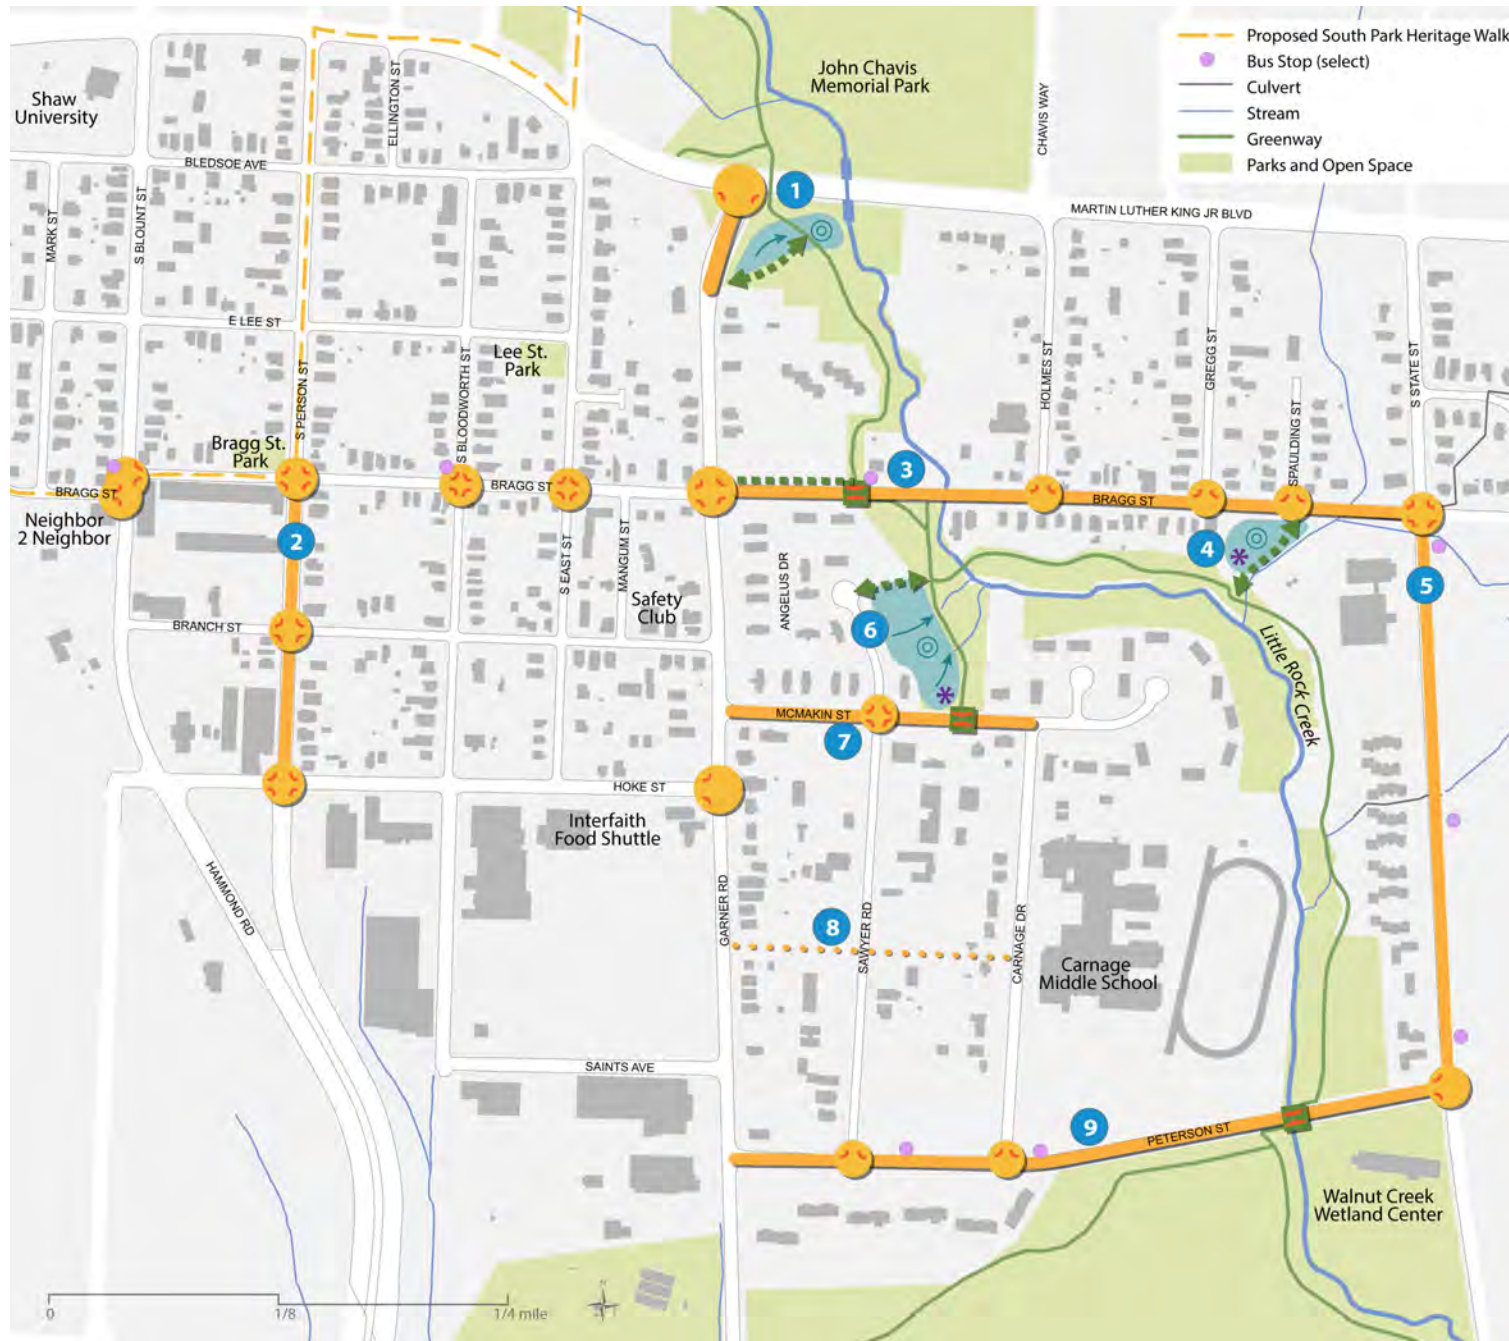 Proposed South Park Heritage Walk
Bus Stop (select)
Culvert
Stream
Greenway
Parks and Open Space
John Chavis
Memorial Park
Shaw
University
ELLINGTON ST
CHAVIS WAY
BLEDSOE AVE
MARK ST
S BLOUNT ST
1
MARTIN LUTHER KING JR BLVD
E LEE ST
Lee St.
Park
S PERSON ST
S BLOODWORTH ST
HOLMES ST
GREGG ST
S STATE ST
SPAULDING ST
Bragg St.
Park
3
BRAGG ST
BRAGG ST
BRAGG ST
Neighbor
2 Neighbor
2
4
5
S EAST ST
MANGUM ST
ANGELUS DR
Safety
Club
BRANCH ST
6
Little Rock Creek
MCMAKIN ST
7
HOKE ST
Interfaith
Food Shuttle
HAMMOND RD
GARNER RD
8
SAWYER RD
CARNAGE DR
Carnage
Middle School
SAINTS AVE
9
PETERSON ST
Walnut Creek
Wetland Center
N
0
1/8
1/4 mile